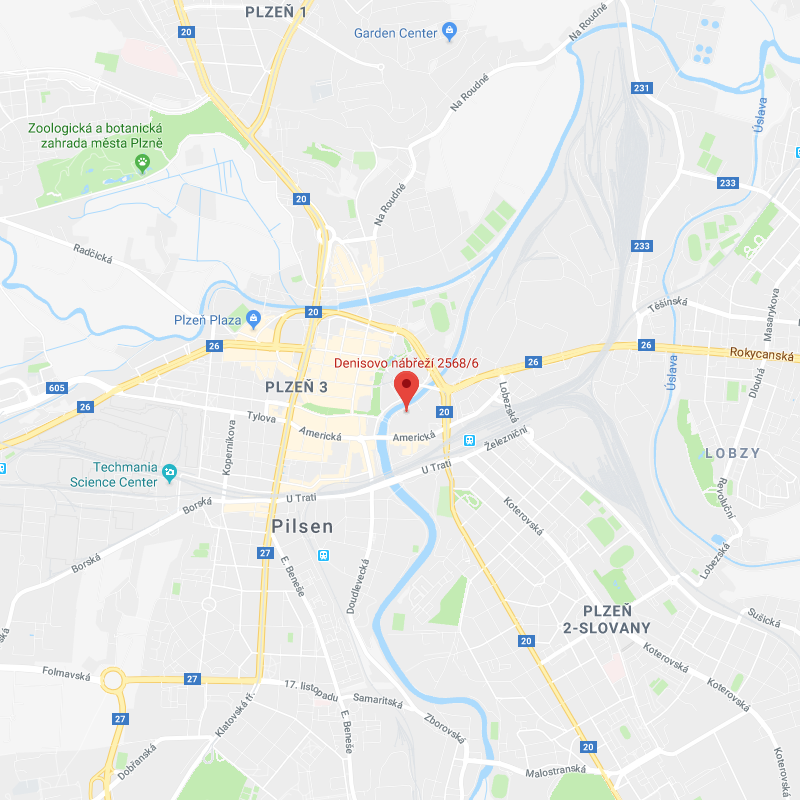 PLZEŇ 1
20
Garden Center
Na Roudné
231
Na Roudné
Úslava
Zoologická a botanická
zahrada města Plzně
233
20
Na Roudné
Radčická
233
Revoluční
Masarykova
Těšínská
20
Plzeň Plaza
26
26
Rokycanská
Denisovo nábřeží 2568/6
26
605
PLZEŇ 3
Úslava
Dlouhá
26
Lobezská
20
Tylova
Koperníkova
Americká
Americká
Železniční
LOBZY
Techmania
Science Center
U Trati
Revoluční
U Trati
Borská
Koterovská
Pilsen
27
Borská
E. Beneše
Doudlevecká
Lobezská
PLZEŇ
2-SLOVANY
Sušická
20
Koterovská
Folmavská
27
17. listopadu
Samaritská
Koterovská
27
Klatovská tř.
E. Beneše
Zborovská
20
Koterovská
Dobřanská
Malostranská